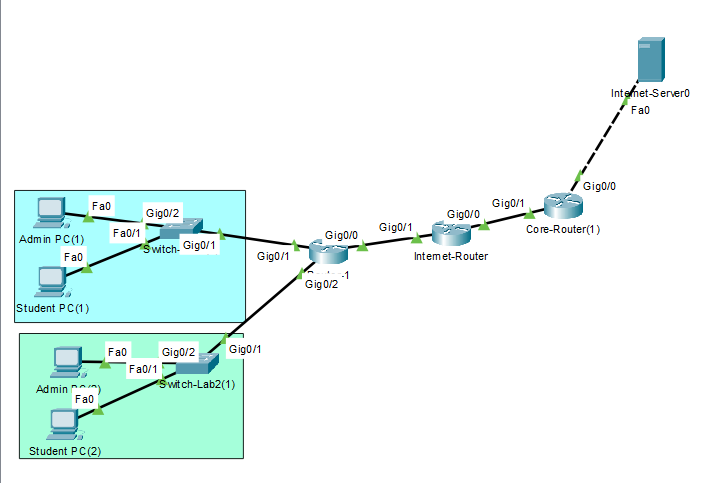 Internet-Server0
Fa0
Gig0/0
Gig0/1
Core-Router(1)
Gig0/0
Gig0/1
Internet-Router
Gig0/0
Gig0/1
Gig0/2
Fa0
Gig0/2
Admin PC(1)
Fa0/1
Gig0/1
Switch-
Fa0
Student PC(1)
Gig0/1
Fa0
Gig0/2
Fa0/1
Switch-Lab2(1)
Admin
Fa0
Student PC(2)